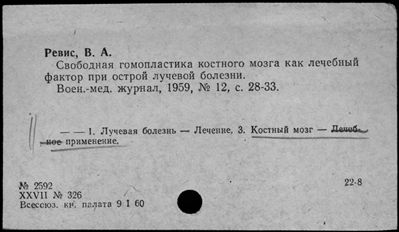 Ревис, В. А.
Свободная гомопластика костного мозга как лечебный
фактор при острой лучевой болезни.
Воен.-мед. журнал, 1959, № 12, с. 28-33.
— — 1. Лучевая болезнь — Лечение, 3. Костный мозг — Лечеб-
ное применение.
№ 2592
22-8
XXVII № 326
Всесоюз. кн. палата 9 1 60